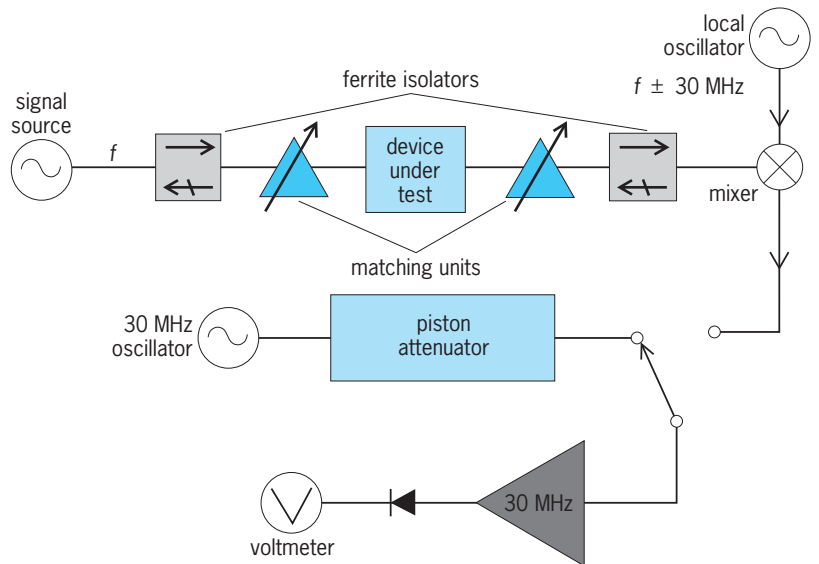 local
oscillator
f ± 30 MHz
ferrite isolators
signal
source
f
device
under
test
mixer
matching units
30 MHz
oscillator
piston
attenuator
30 MHz
voltmeter